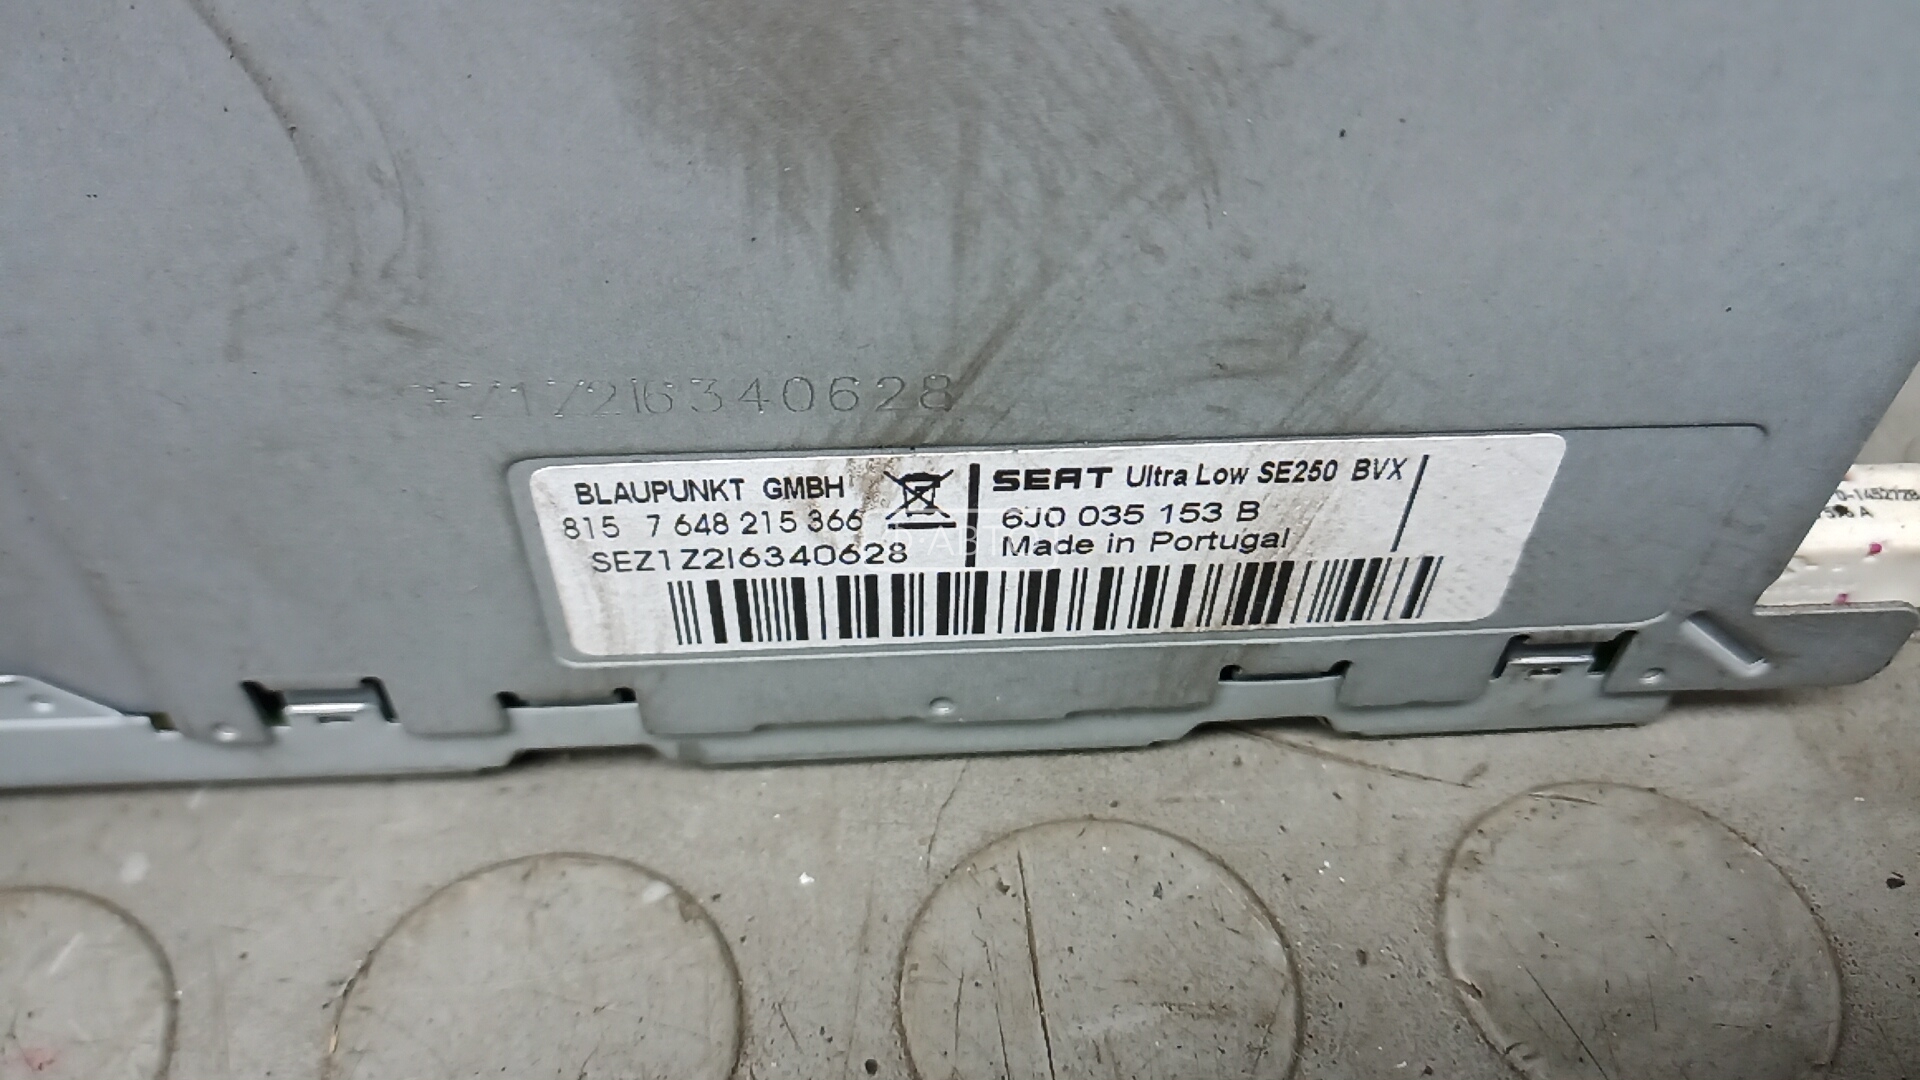 Z1Z2I6340628
BLAUPUNKT GMBH
815 7 648 215 366
SEZ1Z2I6340628
SEAT Ultra Low SE250 BVX
6J0 035 153 B
Made in Portugal